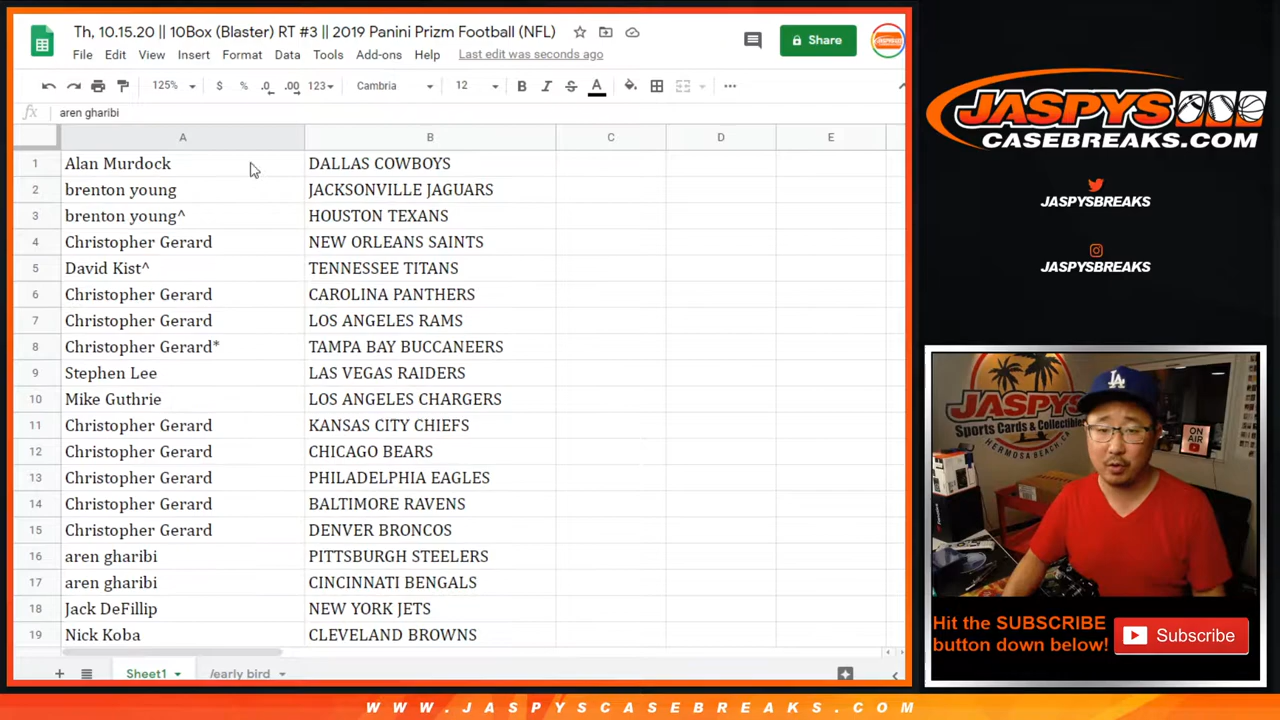 Th, 10.15.20 || 10Box (Blaster) RT #3 || 2019 Panini Prizm Football (NFL)
File Edit View Insert Format Data Tools Add-ons Help Last edit was seconds ago
Share
125% $ % .0 .00 123 Cambria 12 B I S A
fx aren gharibi
A B C D E
1 Alan Murdock DALLAS COWBOYS
2 brenton young JACKSONVILLE JAGUARS
3 brenton young^ HOUSTON TEXANS
4 Christopher Gerard NEW ORLEANS SAINTS
5 David Kist^ TENNESSEE TITANS
6 Christopher Gerard CAROLINA PANTHERS
7 Christopher Gerard LOS ANGELES RAMS
8 Christopher Gerard* TAMPA BAY BUCCANEERS
9 Stephen Lee LAS VEGAS RAIDERS
10 Mike Guthrie LOS ANGELES CHARGERS
11 Christopher Gerard KANSAS CITY CHIEFS
12 Christopher Gerard CHICAGO BEARS
13 Christopher Gerard PHILADELPHIA EAGLES
14 Christopher Gerard BALTIMORE RAVENS
15 Christopher Gerard DENVER BRONCOS
16 aren gharibi PITTSBURGH STEELERS
17 aren gharibi CINCINNATI BENGALS
18 Jack DeFillip NEW YORK JETS
19 Nick Koba CLEVELAND BROWNS
Sheet1 /early bird
JASPYS
CASEBREAKS.COM
JASPYSBREAKS
JASPYSBREAKS
JASPYS
Sports Cards & Collectibles
HERMOSA BEACH, CA
LA
ON
AIR
Hit the SUBSCRIBE
button down below!
Subscribe
WWW.JASPYSCASEBREAKS.COM